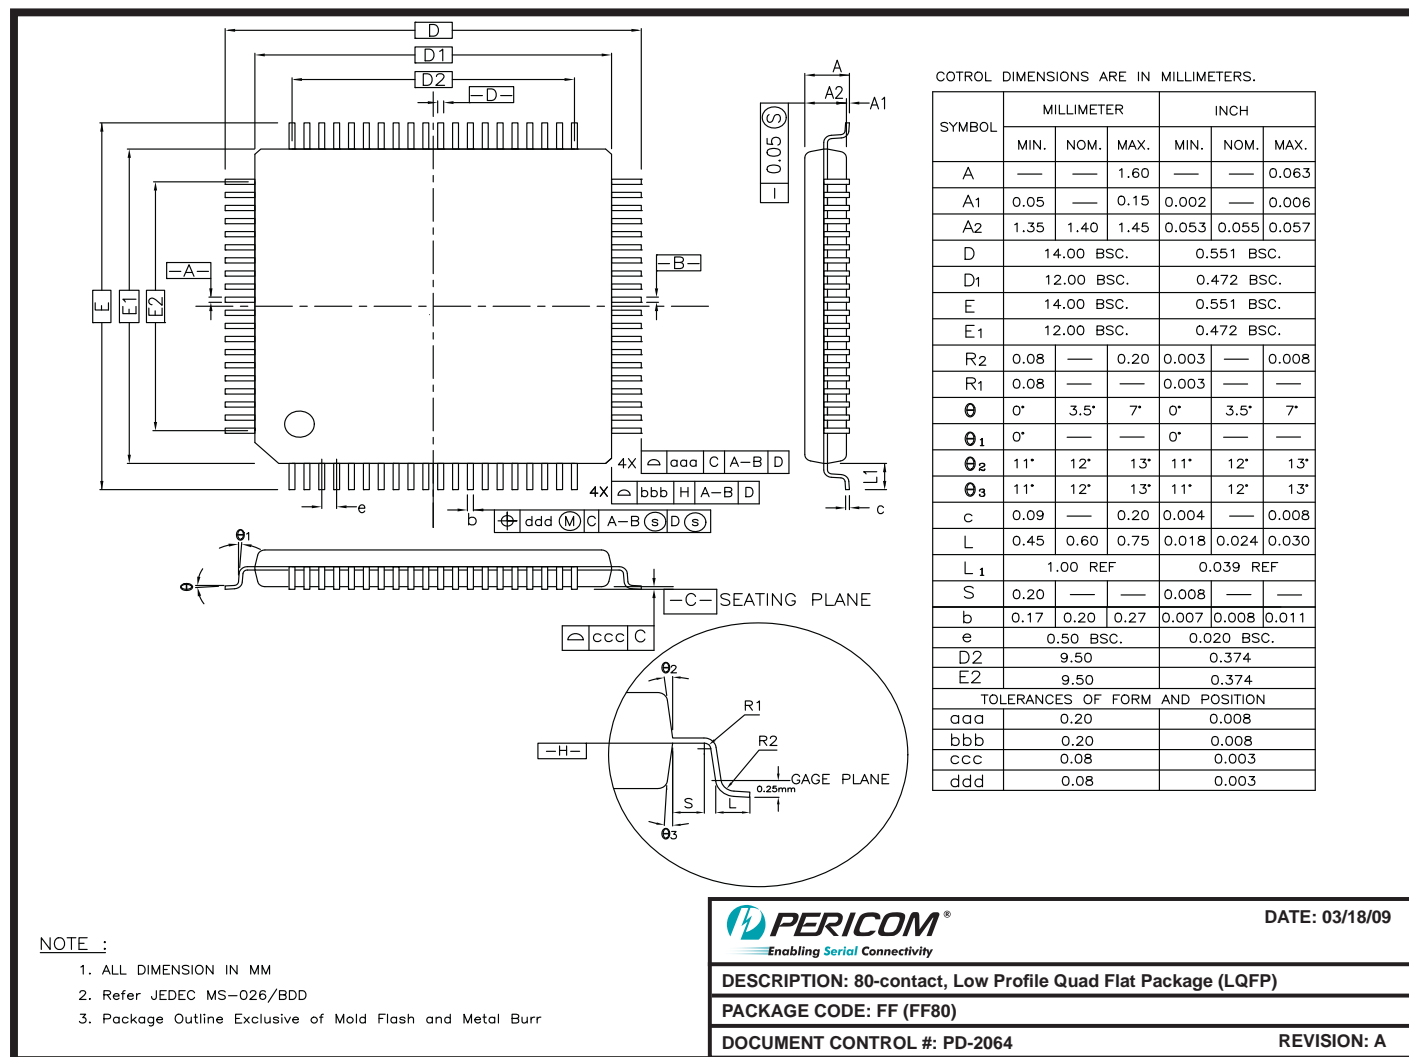 D
D1
D2
-D-
E
E1
E2
-A-
-B-
e
b
4X ⌓ aaa C A-B D
4X ⌓ bbb H A-B D
⌖ ddd Ⓜ C A-B ⓢ D ⓢ
A
A2
A1
- 0.05 Ⓢ
L1
c
θ1
θ
-C- SEATING PLANE
⌓ ccc C
θ2
R1
-H-
R2
GAGE PLANE
0.25mm
S
L
θ3
COTROL DIMENSIONS ARE IN MILLIMETERS.
SYMBOL MILLIMETER INCH
MIN. NOM. MAX. MIN. NOM. MAX.
A — — 1.60 — — 0.063
A1 0.05 — 0.15 0.002 — 0.006
A2 1.35 1.40 1.45 0.053 0.055 0.057
D 14.00 BSC. 0.551 BSC.
D1 12.00 BSC. 0.472 BSC.
E 14.00 BSC. 0.551 BSC.
E1 12.00 BSC. 0.472 BSC.
R2 0.08 — 0.20 0.003 — 0.008
R1 0.08 — — 0.003 — —
θ 0° 3.5° 7° 0° 3.5° 7°
θ1 0° — — 0° — —
θ2 11° 12° 13° 11° 12° 13°
θ3 11° 12° 13° 11° 12° 13°
c 0.09 — 0.20 0.004 — 0.008
L 0.45 0.60 0.75 0.018 0.024 0.030
L1 1.00 REF 0.039 REF
S 0.20 — — 0.008 — —
b 0.17 0.20 0.27 0.007 0.008 0.011
e 0.50 BSC. 0.020 BSC.
D2 9.50 0.374
E2 9.50 0.374
TOLERANCES OF FORM AND POSITION
aaa 0.20 0.008
bbb 0.20 0.008
ccc 0.08 0.003
ddd 0.08 0.003
NOTE :
1. ALL DIMENSION IN MM
2. Refer JEDEC MS-026/BDD
3. Package Outline Exclusive of Mold Flash and Metal Burr
PERICOM®
Enabling Serial Connectivity
DATE: 03/18/09
DESCRIPTION: 80-contact, Low Profile Quad Flat Package (LQFP)
PACKAGE CODE: FF (FF80)
DOCUMENT CONTROL #: PD-2064
REVISION: A